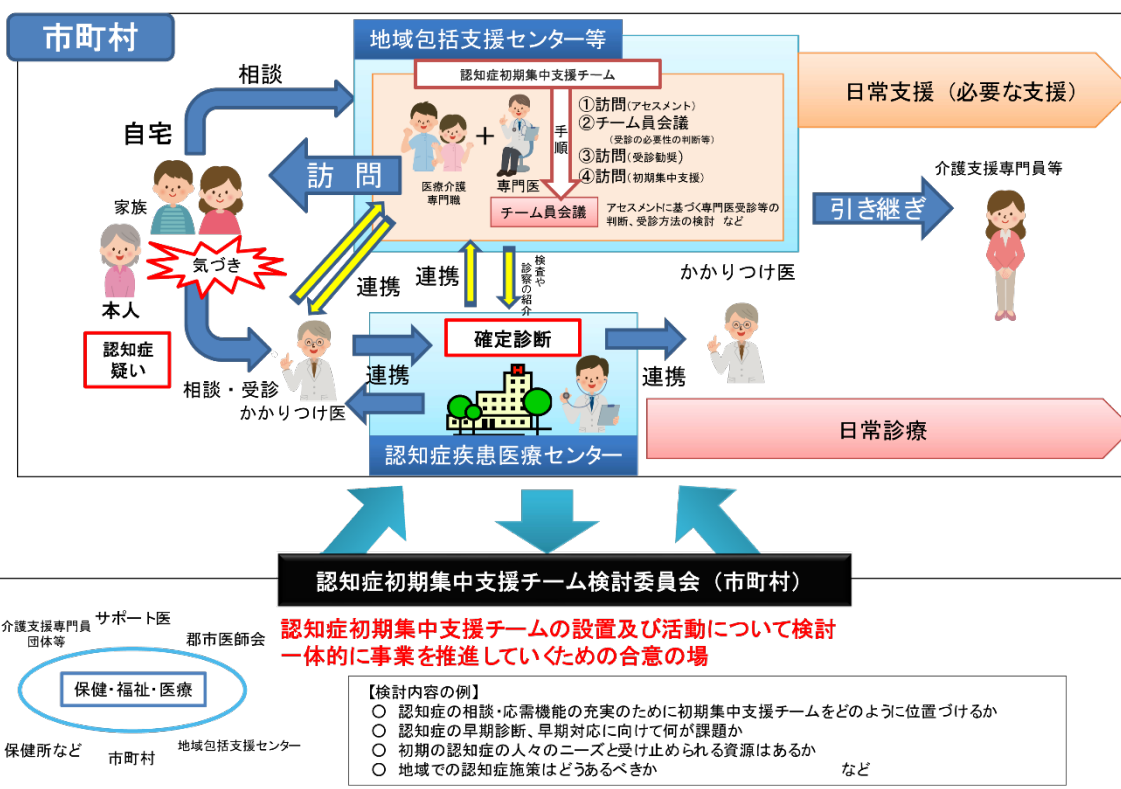 市町村
地域包括支援センター等
認知症初期集中支援チーム
相談
自宅
訪 問
家族
本人
気づき
認知症
疑い
医療介護
専門職
+
専門医
手順
①訪問(アセスメント)
②チーム員会議
(受診の必要性の判断等)
③訪問(受診勧奨)
④訪問(初期集中支援)
チーム員会議
アセスメントに基づく専門医受診等の
判断、受診方法の検討 など
日常支援（必要な支援）
介護支援専門員等
引き継ぎ
連携
連携
検査や
診察の紹介
かかりつけ医
確定診断
H
連携
連携
相談・受診
かかりつけ医
認知症疾患医療センター
日常診療
認知症初期集中支援チーム検討委員会（市町村）
認知症初期集中支援チームの設置及び活動について検討
一体的に事業を推進していくための合意の場
介護支援専門員
団体等
サポート医
郡市医師会
保健・福祉・医療
保健所など
市町村
地域包括支援センター
【検討内容の例】
○ 認知症の相談・応需機能の充実のために初期集中支援チームをどのように位置づけるか
○ 認知症の早期診断、早期対応に向けて何が課題か
○ 初期の認知症の人々のニーズと受け止められる資源はあるか
○ 地域での認知症施策はどうあるべきか など